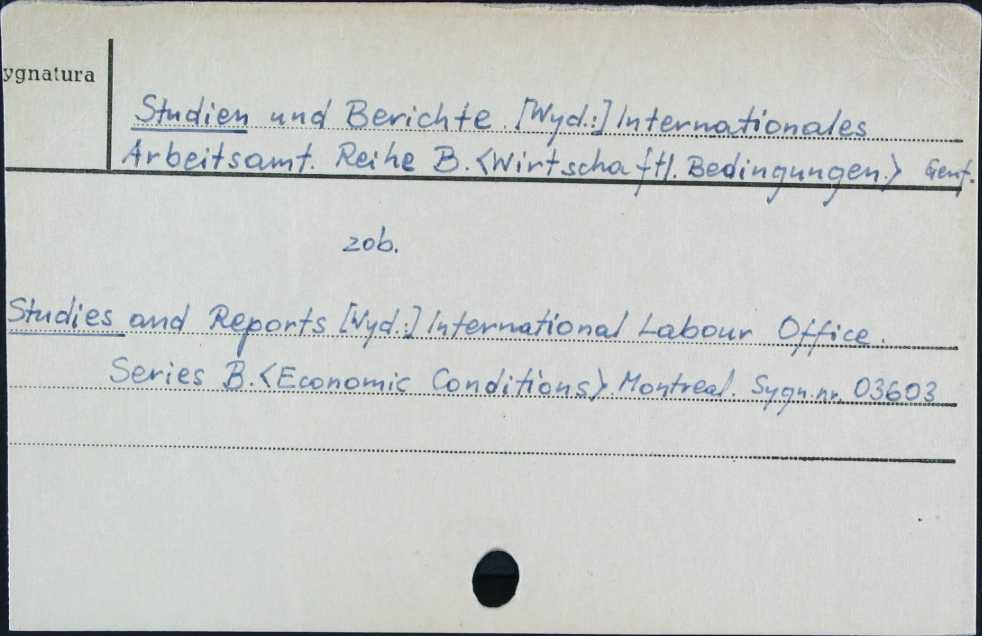 ygnatura
Studien und Berichte. [Wyd.:] Internationales
Arbeitsamt. Reihe B. <Wirtschaftl. Bedingungen.> Genf.
zob.
Studies and Reports [Wyd.:] International Labour Office.
Series B. <Economic Conditions>. Montreal. Sygn.nr. 03603